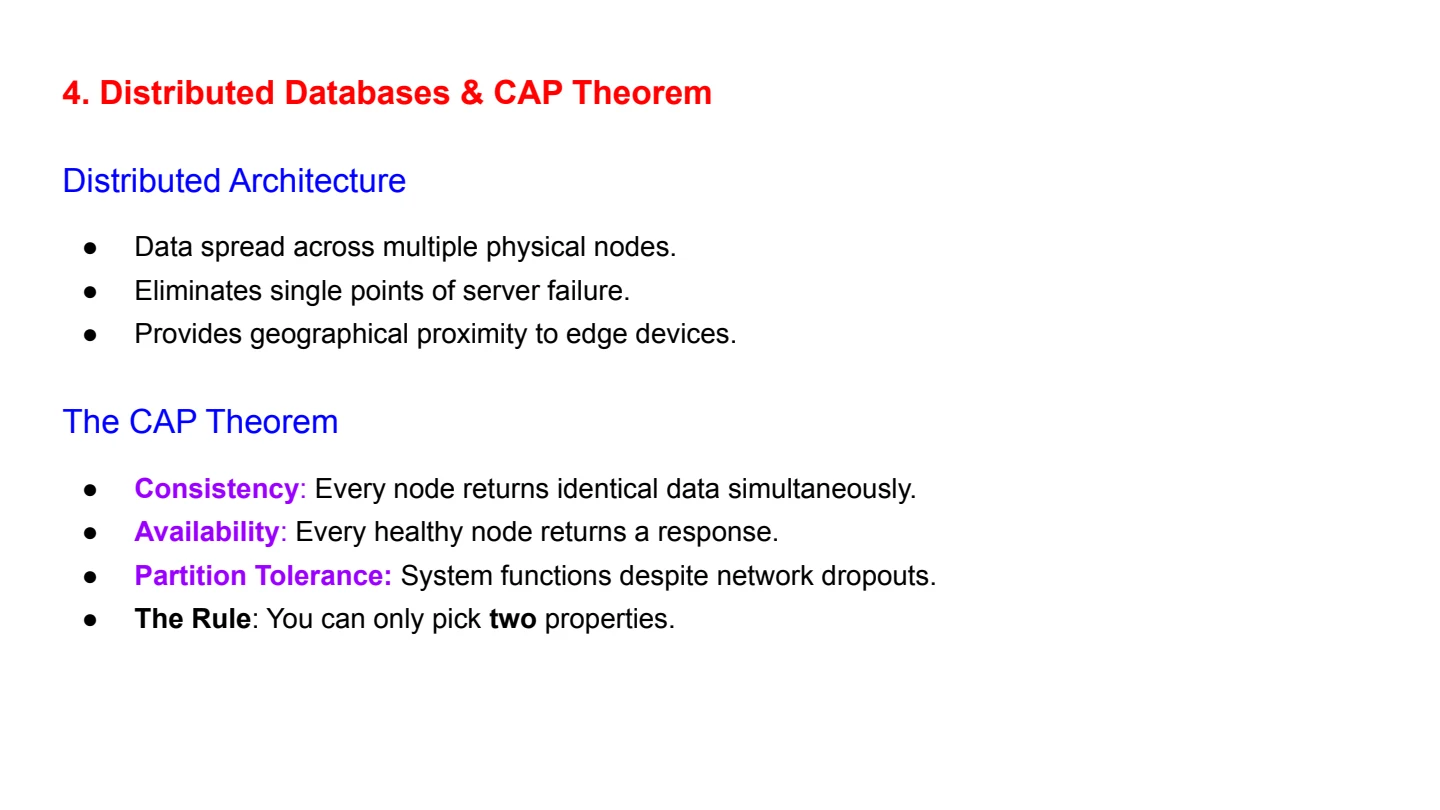 4. Distributed Databases & CAP Theorem
Distributed Architecture
● Data spread across multiple physical nodes.
● Eliminates single points of server failure.
● Provides geographical proximity to edge devices.
The CAP Theorem
● Consistency: Every node returns identical data simultaneously.
● Availability: Every healthy node returns a response.
● Partition Tolerance: System functions despite network dropouts.
● The Rule: You can only pick two properties.